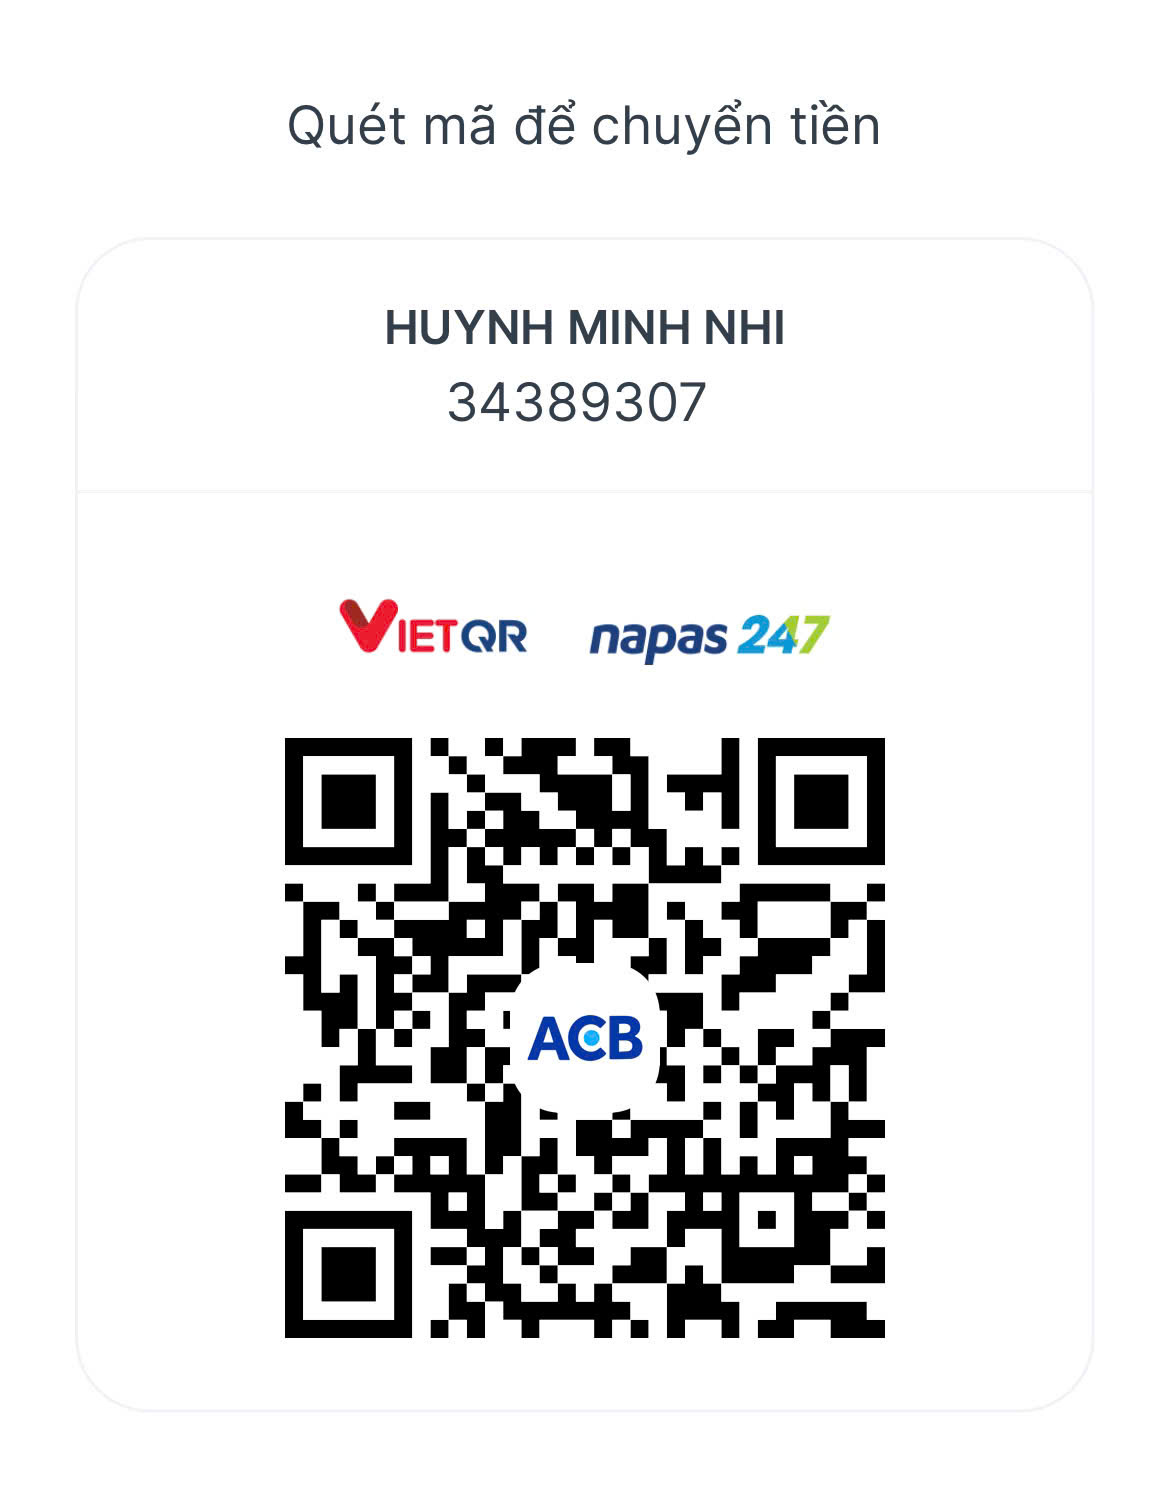 Quét mã để chuyển tiền
HUYNH MINH NHI
34389307
VIETQR napas 247
ACB